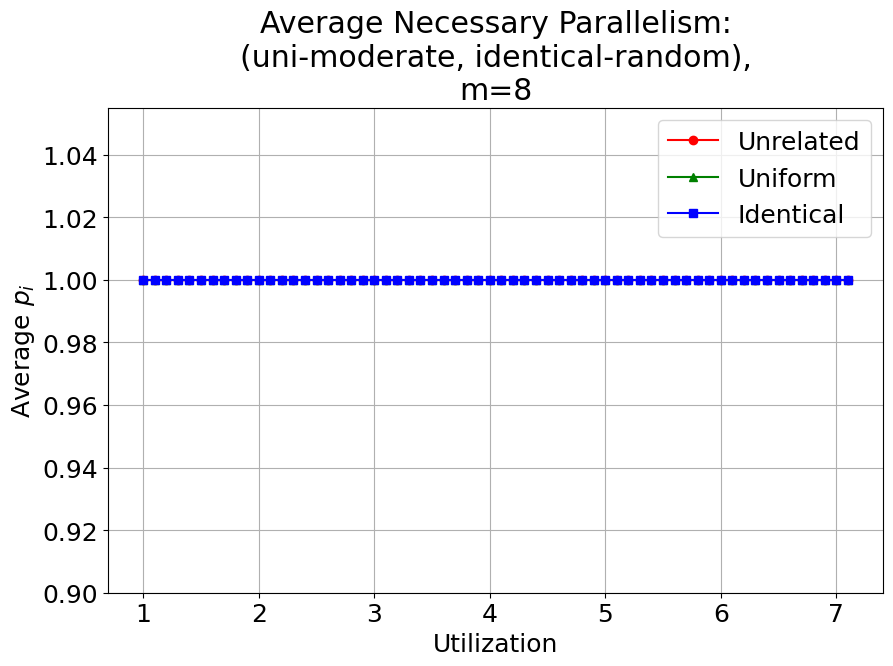 Average Necessary Parallelism:
(uni-moderate, identical-random),
m=8
Unrelated
Uniform
Identical
1.04
1.02
1.00
0.98
0.96
0.94
0.92
0.90
Average p_i
1 2 3 4 5 6 7
Utilization